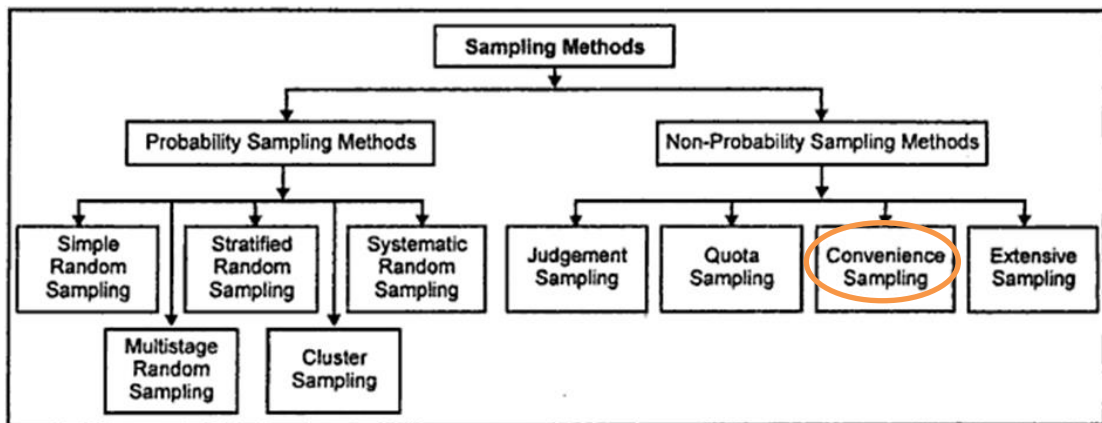 Sampling Methods
Probability Sampling Methods
Non-Probability Sampling Methods
Simple
Random
Sampling
Stratified
Random
Sampling
Systematic
Random
Sampling
Judgement
Sampling
Quota
Sampling
Convenience
Sampling
Extensive
Sampling
Multistage
Random
Sampling
Cluster
Sampling